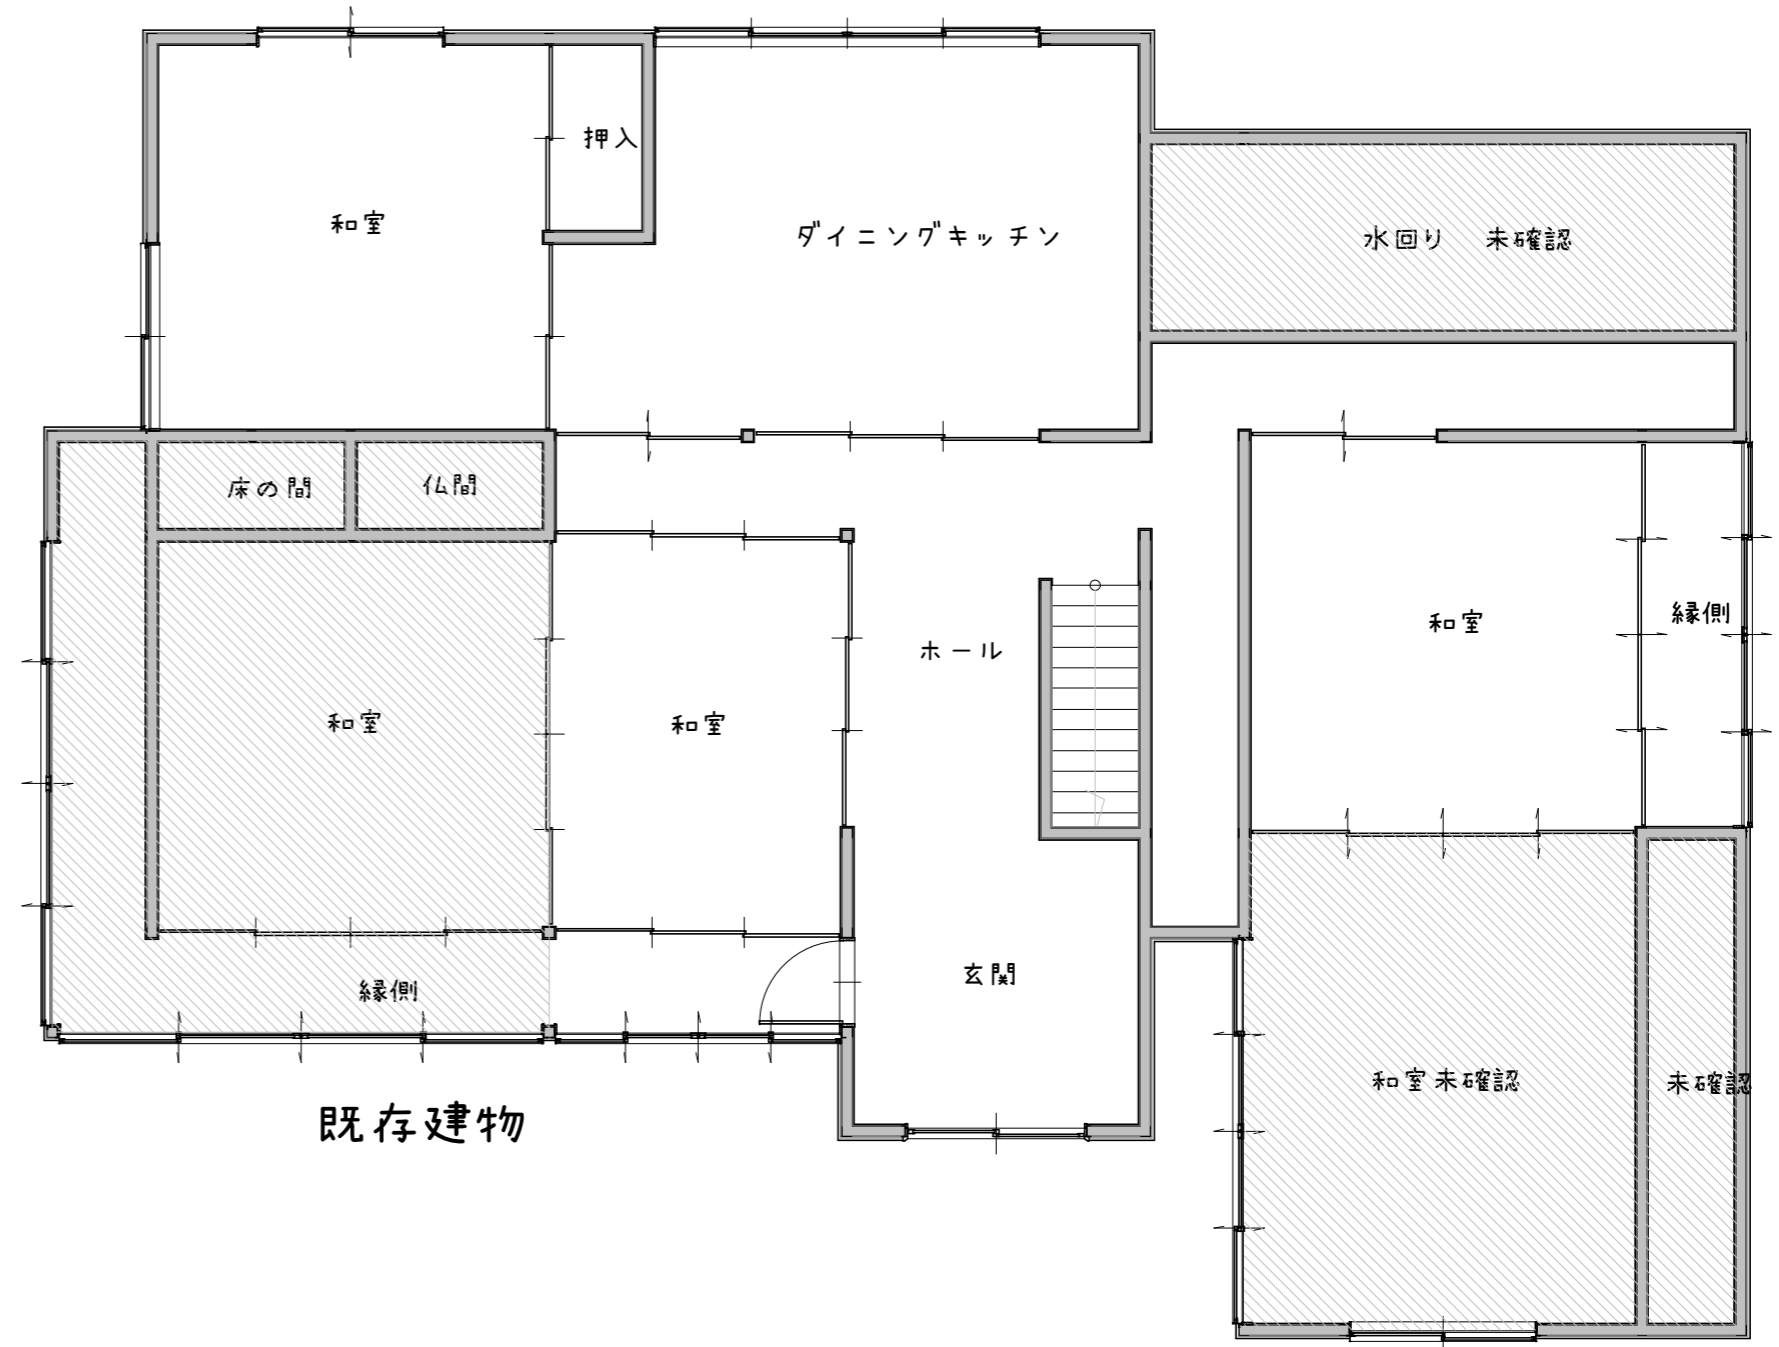 押入
和室
ダイニングキッチン
水回り　未確認
床の間
仏間
和室
縁側
ホール
和室
和室
玄関
縁側
和室未確認
未確認
既存建物